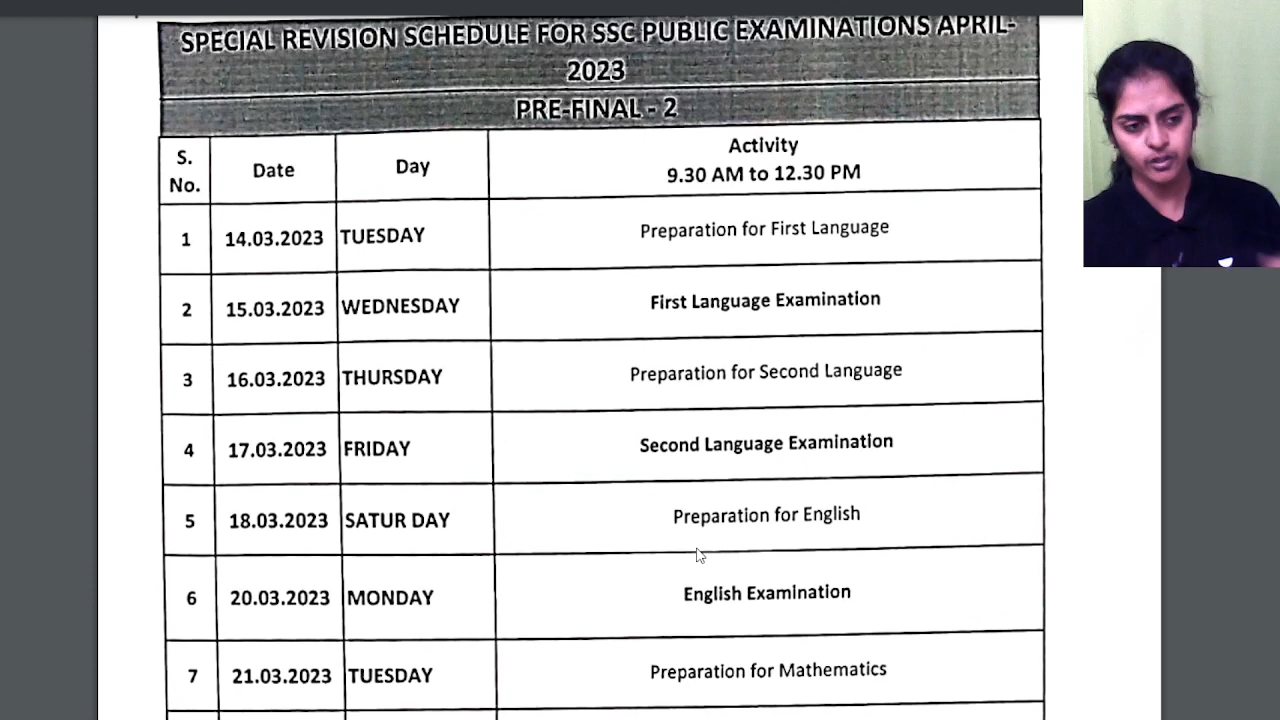 SPECIAL REVISION SCHEDULE FOR SSC PUBLIC EXAMINATIONS APRIL-
2023
PRE-FINAL - 2
S. No. Date Day Activity 9.30 AM to 12.30 PM
1 14.03.2023 TUESDAY Preparation for First Language
2 15.03.2023 WEDNESDAY First Language Examination
3 16.03.2023 THURSDAY Preparation for Second Language
4 17.03.2023 FRIDAY Second Language Examination
5 18.03.2023 SATUR DAY Preparation for English
6 20.03.2023 MONDAY English Examination
7 21.03.2023 TUESDAY Preparation for Mathematics